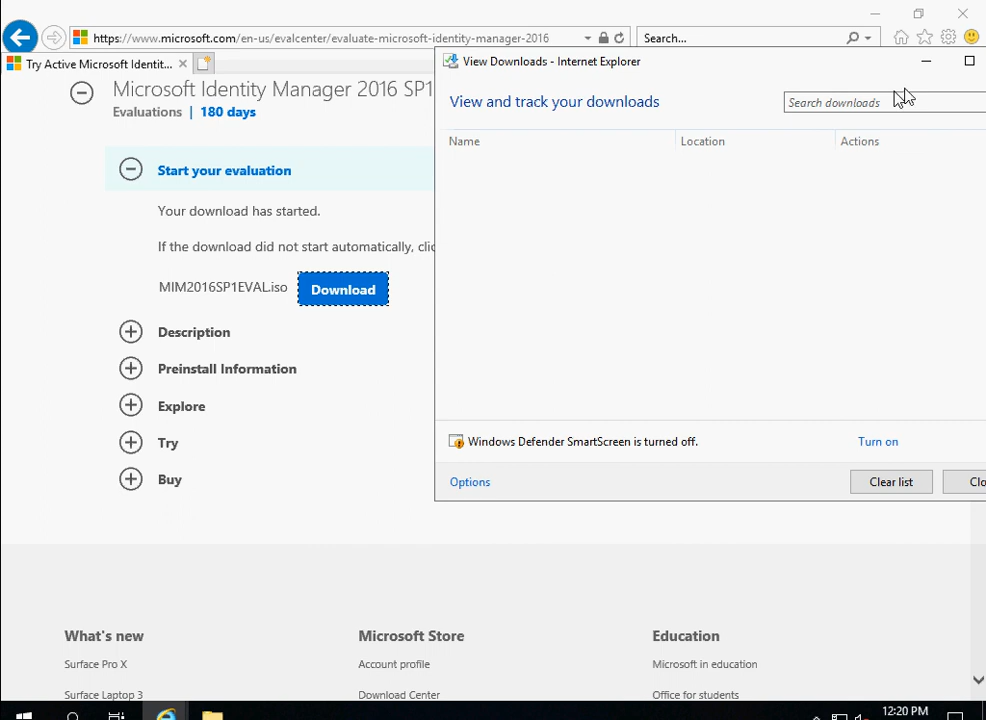 https://www.microsoft.com/en-us/evalcenter/evaluate-microsoft-identity-manager-2016
Search...
Try Active Microsoft Identit...
View Downloads - Internet Explorer
Microsoft Identity Manager 2016 SP1
Evaluations | 180 days
View and track your downloads
Search downloads
Name
Location
Actions
Start your evaluation
Your download has started.
If the download did not start automatically, clic
MIM2016SP1EVAL.iso
Download
Description
Preinstall Information
Explore
Try
Buy
Windows Defender SmartScreen is turned off.
Turn on
Options
Clear list
Clo
What's new
Microsoft Store
Education
Surface Pro X
Account profile
Microsoft in education
Surface Laptop 3
Download Center
Office for students
12:20 PM